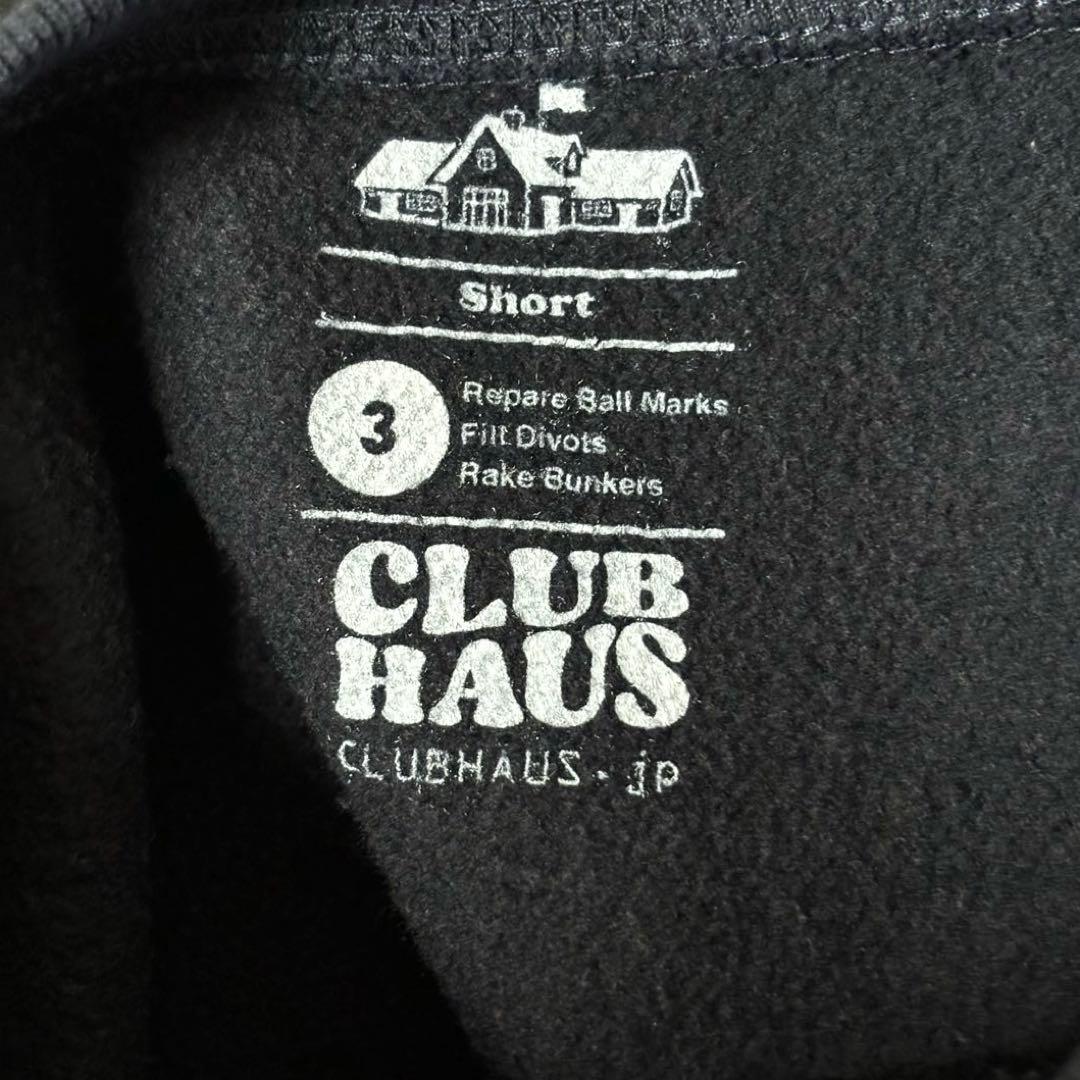 Short
3
Repare Ball Marks
Fill Divots
Rake Bunkers
CLUB
HAUS
CLUBHAUS.jp